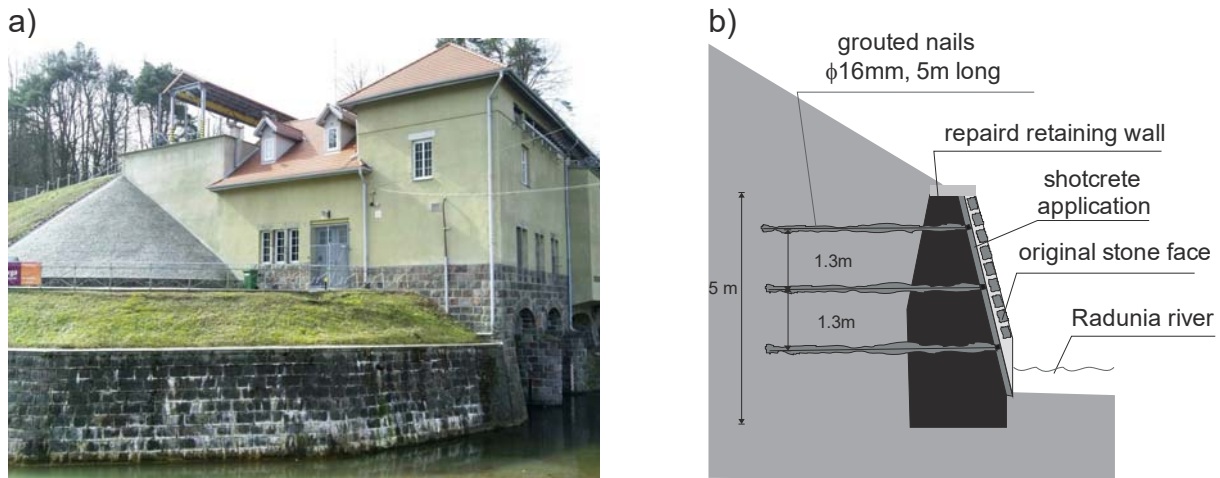 a)
b)
grouted nails
ϕ16mm, 5m long
repaird retaining wall
shotcrete
application
original stone face
1.3m
5 m
1.3m
Radunia river